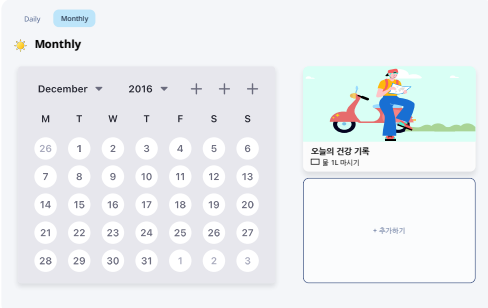 Daily Monthly
Monthly
December 2016
M T W T F S S
26 1 2 3 4 5 6
7 8 9 10 11 12 13
14 15 16 17 18 19 20
21 22 23 24 25 26 27
28 29 30 31 1 2 3
오늘의 건강 기록
물 1L 마시기
+ 추가하기